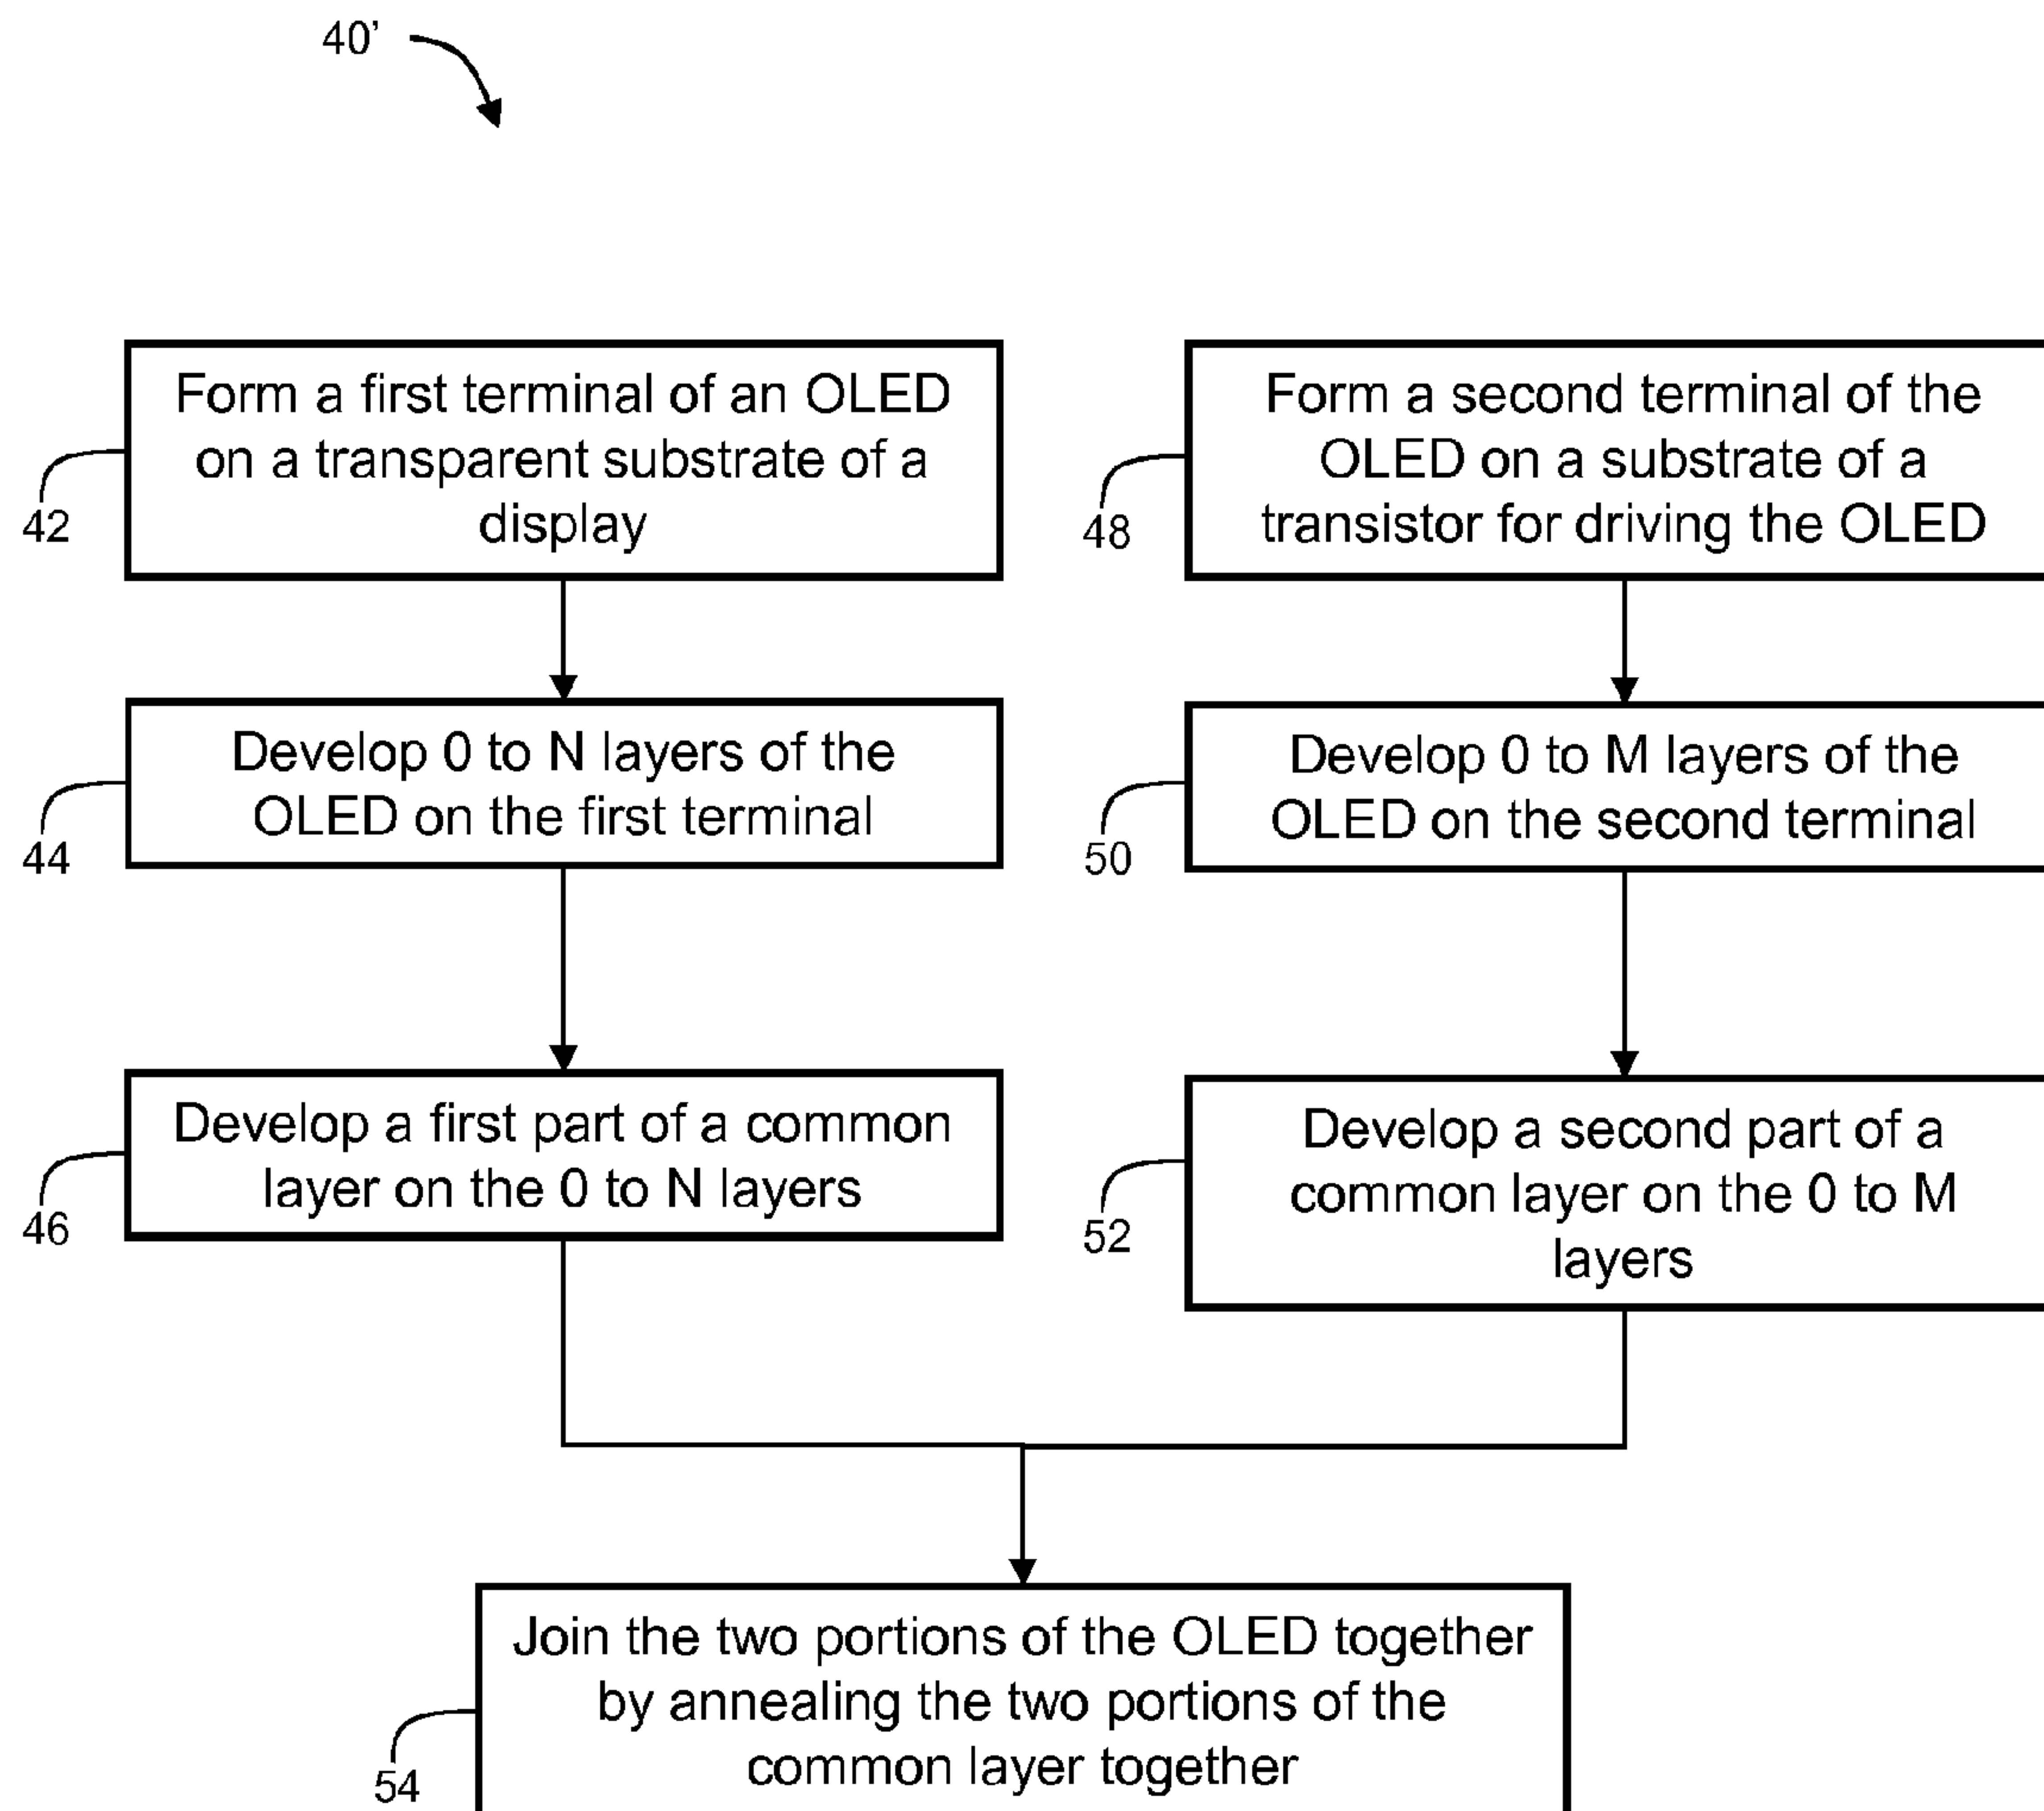 40'
Form a first terminal of an OLED
on a transparent substrate of a
display
42
Form a second terminal of the
OLED on a substrate of a
transistor for driving the OLED
48
Develop 0 to N layers of the
OLED on the first terminal
44
Develop 0 to M layers of the
OLED on the second terminal
50
Develop a first part of a common
layer on the 0 to N layers
46
Develop a second part of a
common layer on the 0 to M
layers
52
Join the two portions of the OLED together
by annealing the two portions of the
common layer together
54